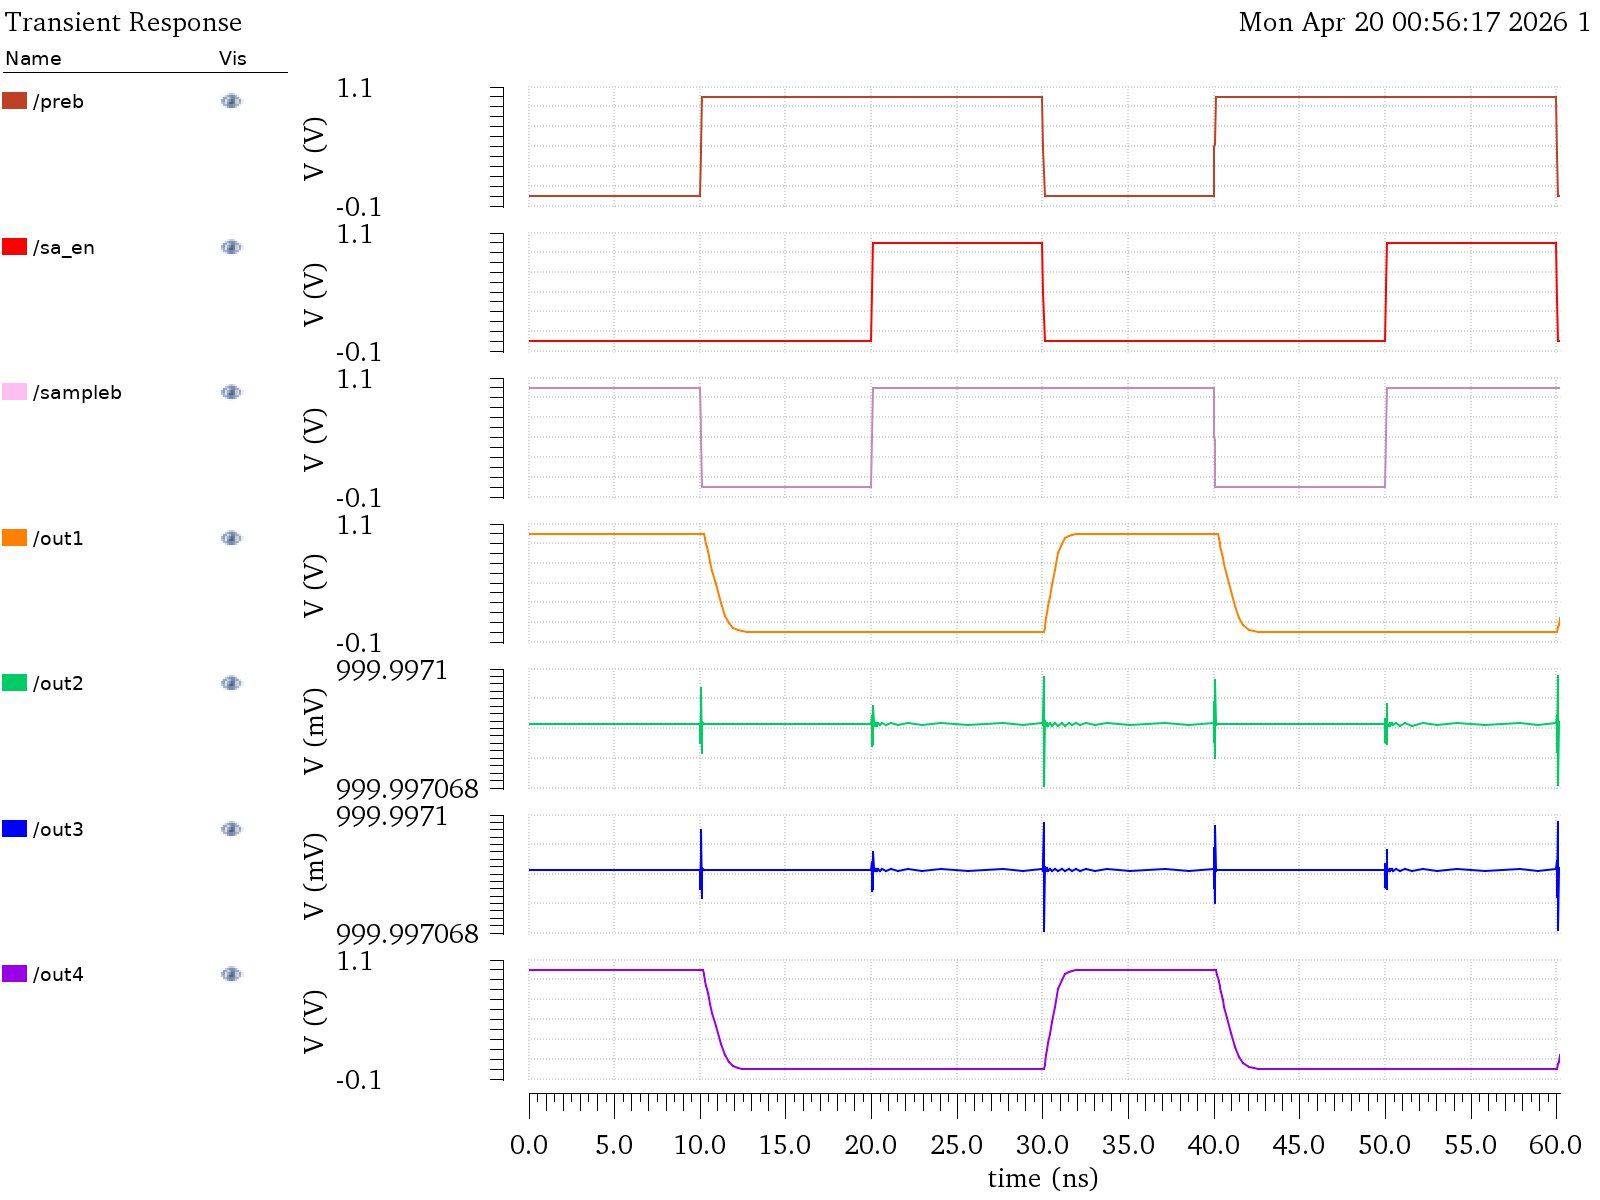 Transient Response
Mon Apr 20 00:56:17 2026 1
Name Vis
/preb
V (V)
1.1
-0.1
/sa_en
V (V)
1.1
-0.1
/sampleb
V (V)
1.1
-0.1
/out1
V (V)
1.1
-0.1
/out2
V (mV)
999.9971
999.997068
/out3
V (mV)
999.9971
999.997068
/out4
V (V)
1.1
-0.1
0.0 5.0 10.0 15.0 20.0 25.0 30.0 35.0 40.0 45.0 50.0 55.0 60.0
time (ns)